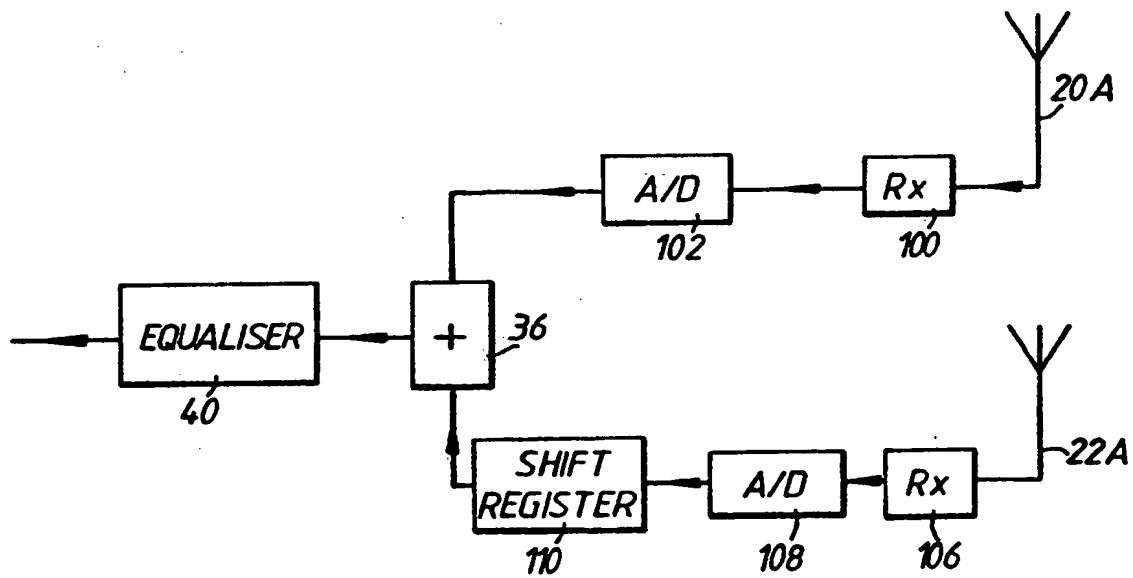 20A
A/D
Rx
102
100
EQUALISER
+
36
40
22A
SHIFT
REGISTER
A/D
Rx
110
108
106